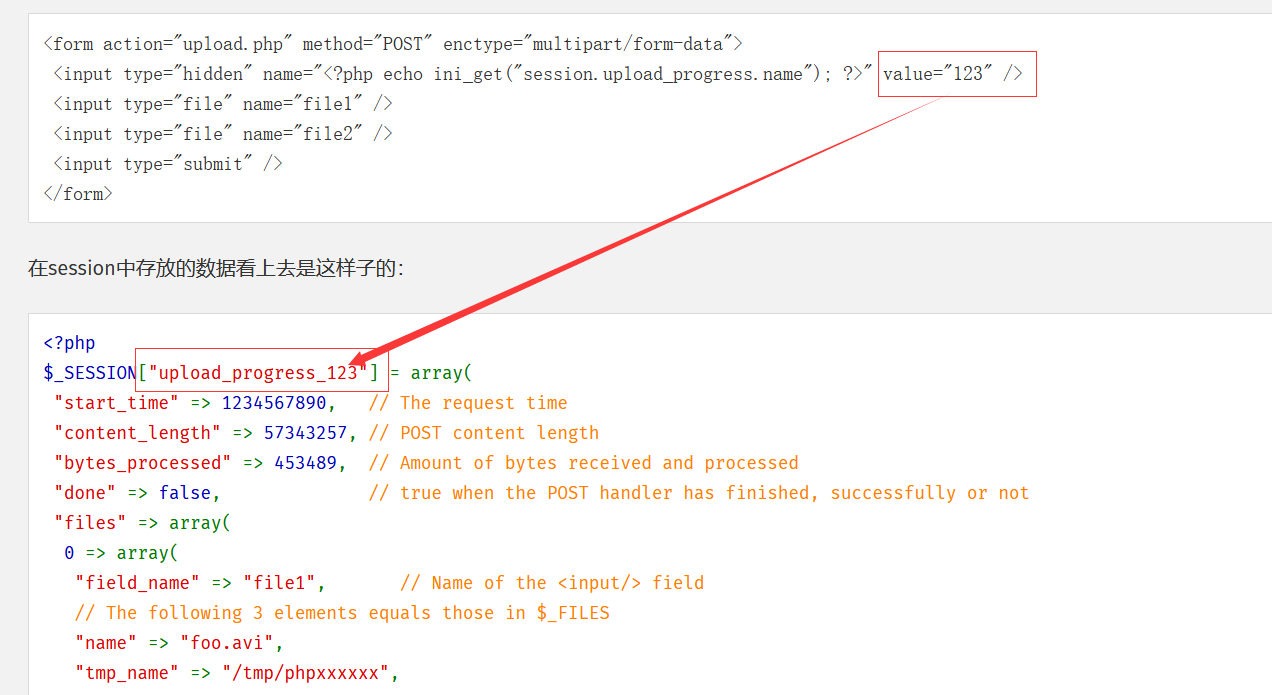 <form action="upload.php" method="POST" enctype="multipart/form-data">
<input type="hidden" name="<?php echo ini_get("session.upload_progress.name"); ?>" value="123" />
<input type="file" name="file1" />
<input type="file" name="file2" />
<input type="submit" />
</form>
在session中存放的数据看上去是这样子的：
<?php
$_SESSION["upload_progress_123"] = array(
"start_time" => 1234567890, // The request time
"content_length" => 57343257, // POST content length
"bytes_processed" => 453489, // Amount of bytes received and processed
"done" => false, // true when the POST handler has finished, successfully or not
"files" => array(
0 => array(
"field_name" => "file1", // Name of the <input/> field
// The following 3 elements equals those in $_FILES
"name" => "foo.avi",
"tmp_name" => "/tmp/phpxxxxxx",